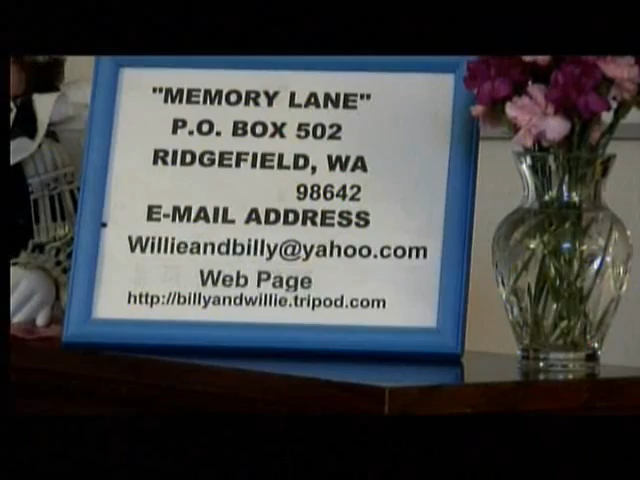 "MEMORY LANE"
P.O. BOX 502
RIDGEFIELD, WA
98642
E-MAIL ADDRESS
Willieandbilly@yahoo.com
Web Page
http://billyandwillie.tripod.com